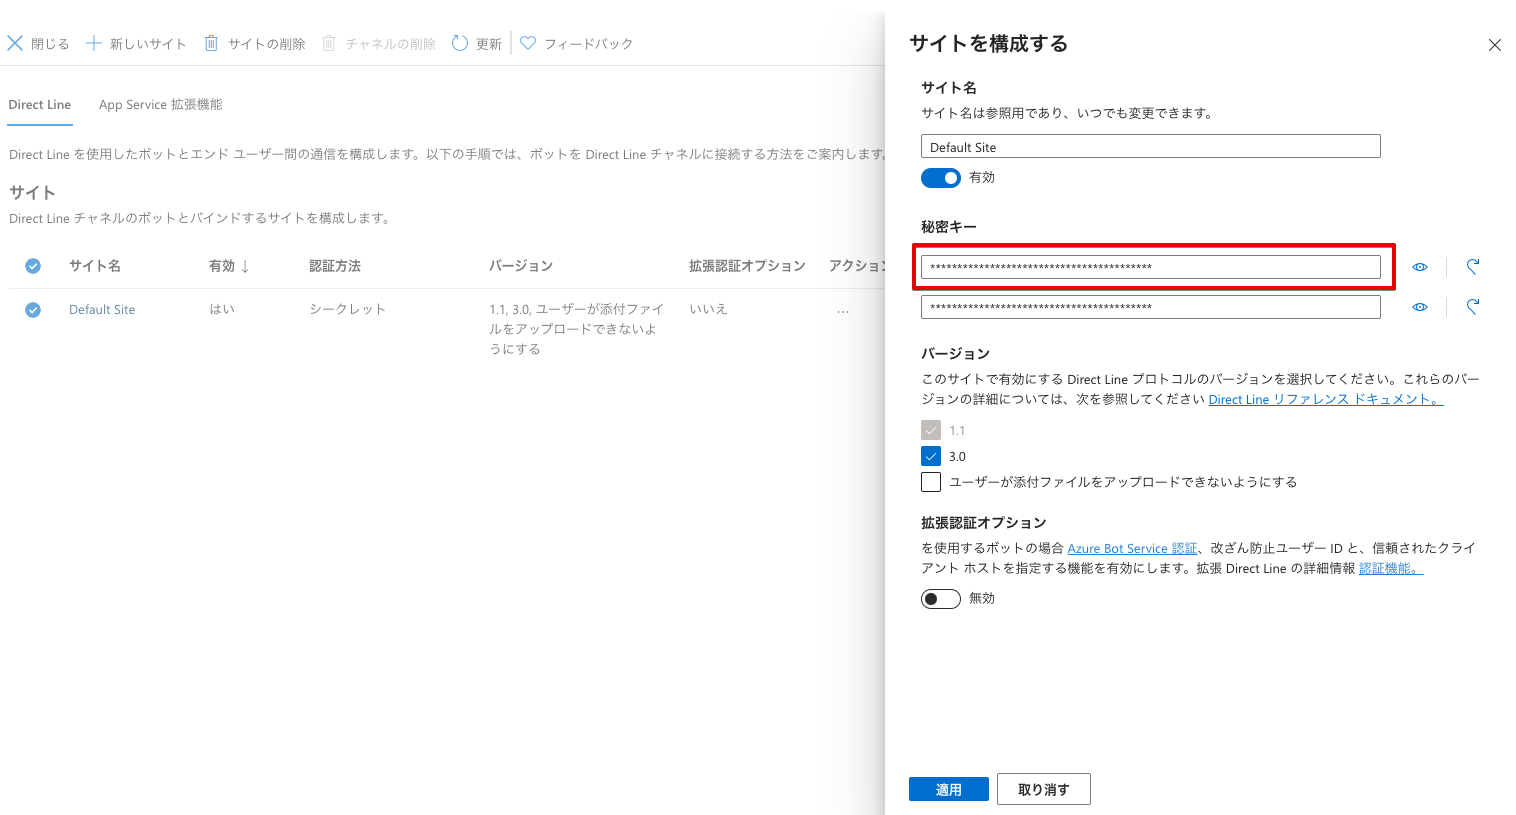 閉じる 新しいサイト サイトの削除 チャネルの削除 更新 フィードバック
Direct Line App Service 拡張機能
Direct Line を使用したボットとエンド ユーザー間の通信を構成します。以下の手順では、ボットを Direct Line チャネルに接続する方法をご案内します。
サイト
Direct Line チャネルのボットとバインドするサイトを構成します。
サイト名 有効 ↓ 認証方法 バージョン 拡張認証オプション アクション
Default Site はい シークレット 1.1, 3.0, ユーザーが添付ファイ いいえ ...
ルをアップロードできないよ
うにする
サイトを構成する
サイト名
サイト名は参照用であり、いつでも変更できます。
Default Site
有効
秘密キー
*****************************************
*****************************************
バージョン
このサイトで有効にする Direct Line プロトコルのバージョンを選択してください。これらのバー
ジョンの詳細については、次を参照してください Direct Line リファレンス ドキュメント。
1.1
3.0
ユーザーが添付ファイルをアップロードできないようにする
拡張認証オプション
を使用するボットの場合 Azure Bot Service 認証、改ざん防止ユーザー ID と、信頼されたクライ
アント ホストを指定する機能を有効にします。拡張 Direct Line の詳細情報 認証機能。
無効
適用 取り消す